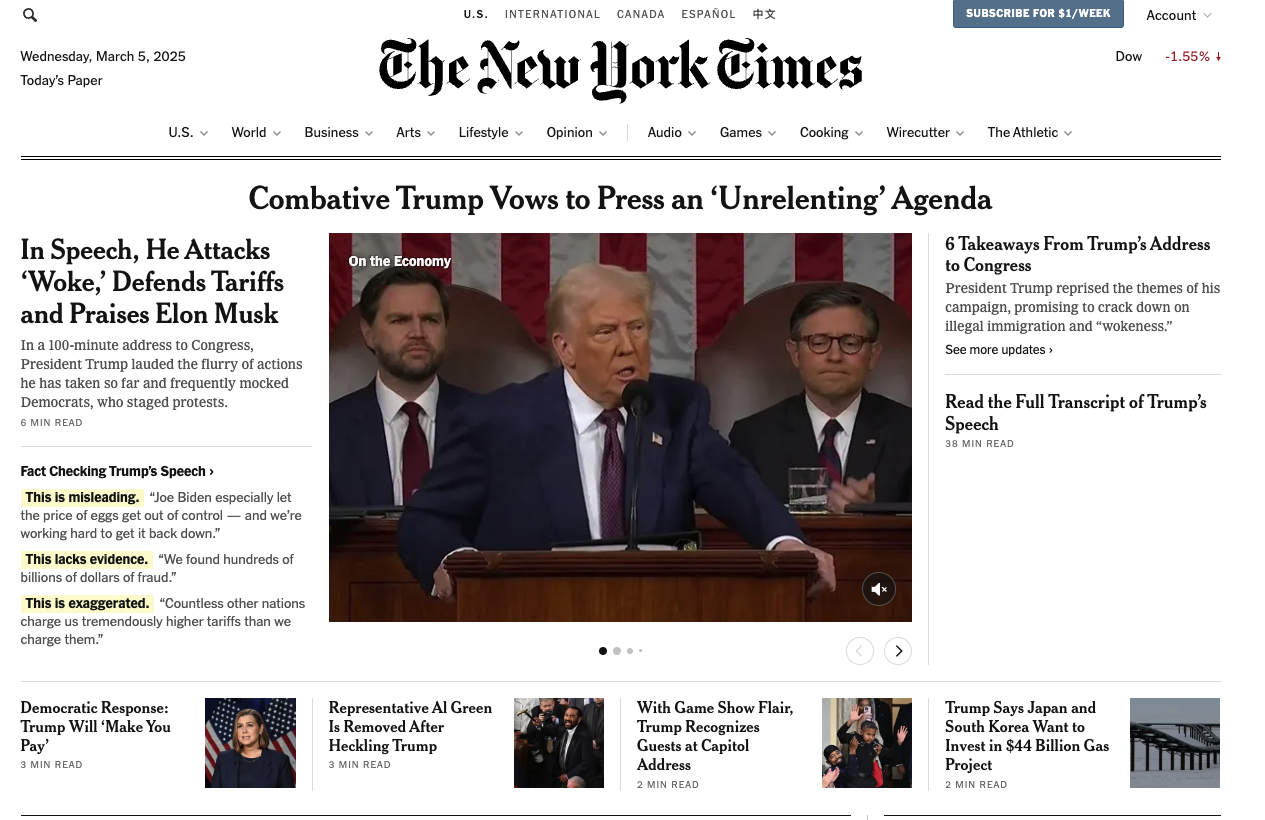 U.S. INTERNATIONAL CANADA ESPAÑOL 中文
SUBSCRIBE FOR $1/WEEK
Account
Wednesday, March 5, 2025
Today's Paper
The New York Times
Dow -1.55% ↓
U.S. World Business Arts Lifestyle Opinion Audio Games Cooking Wirecutter The Athletic
Combative Trump Vows to Press an ‘Unrelenting’ Agenda
In Speech, He Attacks
‘Woke,’ Defends Tariffs
and Praises Elon Musk
In a 100-minute address to Congress,
President Trump lauded the flurry of actions
he has taken so far and frequently mocked
Democrats, who staged protests.
6 MIN READ
Fact Checking Trump’s Speech ›
This is misleading. “Joe Biden especially let
the price of eggs get out of control — and we’re
working hard to get it back down.”
This lacks evidence. “We found hundreds of
billions of dollars of fraud.”
This is exaggerated. “Countless other nations
charge us tremendously higher tariffs than we
charge them.”
On the Economy
6 Takeaways From Trump’s Address
to Congress
President Trump reprised the themes of his
campaign, promising to crack down on
illegal immigration and “wokeness.”
See more updates ›
Read the Full Transcript of Trump’s
Speech
38 MIN READ
Democratic Response:
Trump Will ‘Make You
Pay’
3 MIN READ
Representative Al Green
Is Removed After
Heckling Trump
3 MIN READ
With Game Show Flair,
Trump Recognizes
Guests at Capitol
Address
2 MIN READ
Trump Says Japan and
South Korea Want to
Invest in $44 Billion Gas
Project
2 MIN READ